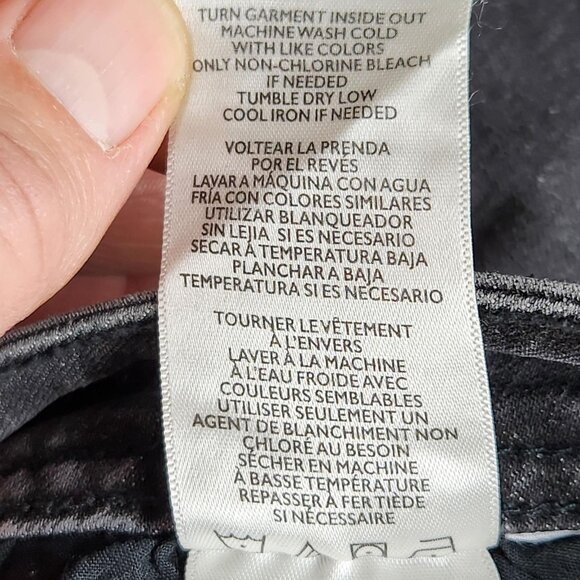 TURN GARMENT INSIDE OUT
MACHINE WASH COLD
WITH LIKE COLORS
ONLY NON-CHLORINE BLEACH
IF NEEDED
TUMBLE DRY LOW
COOL IRON IF NEEDED
VOLTEAR LA PRENDA
POR EL REVÉS
LAVAR A MÁQUINA CON AGUA
FRÍA CON COLORES SIMILARES
UTILIZAR BLANQUEADOR
SIN LEJIA SI ES NECESARIO
SECAR Á TEMPERATURA BAJA
PLANCHAR A BAJA
TEMPERATURA SI ES NECESARIO
TOURNER LE VÊTEMENT
À L'ENVERS
LAVER À LA MACHINE
À L'EAU FROIDE AVEC
COULEURS SEMBLABLES
UTILISER SEULEMENT UN
AGENT DE BLANCHIMENT NON
CHLORÉ AU BESOIN
SÉCHER EN MACHINE
À BASSE TEMPÉRATURE
REPASSER À FER TIÈDE
SI NÉCESSAIRE